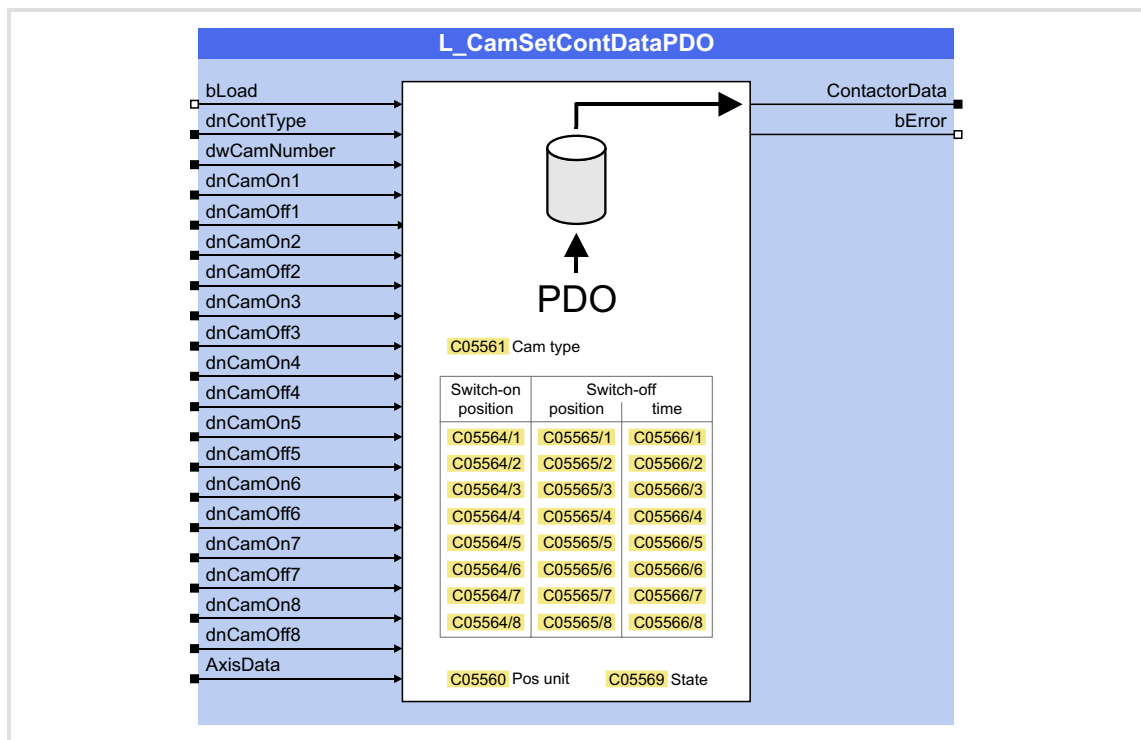 L_CamSetContDataPDO
bLoad
dnContType
dwCamNumber
dnCamOn1
dnCamOff1
dnCamOn2
dnCamOff2
dnCamOn3
dnCamOff3
dnCamOn4
dnCamOff4
dnCamOn5
dnCamOff5
dnCamOn6
dnCamOff6
dnCamOn7
dnCamOff7
dnCamOn8
dnCamOff8
AxisData
PDO
C05561 Cam type
Switch-on position
Switch-off
position time
C05564/1 C05565/1 C05566/1
C05564/2 C05565/2 C05566/2
C05564/3 C05565/3 C05566/3
C05564/4 C05565/4 C05566/4
C05564/5 C05565/5 C05566/5
C05564/6 C05565/6 C05566/6
C05564/7 C05565/7 C05566/7
C05564/8 C05565/8 C05566/8
C05560 Pos unit C05569 State
ContactorData
bError